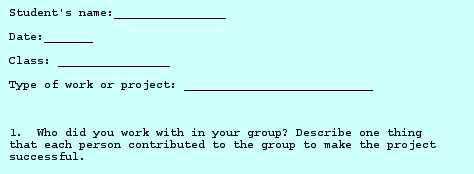 Student's name:________________
Date:_______
Class: ________________
Type of work or project: ___________________________
1.  Who did you work with in your group? Describe one thing
that each person contributed to the group to make the project
successful.